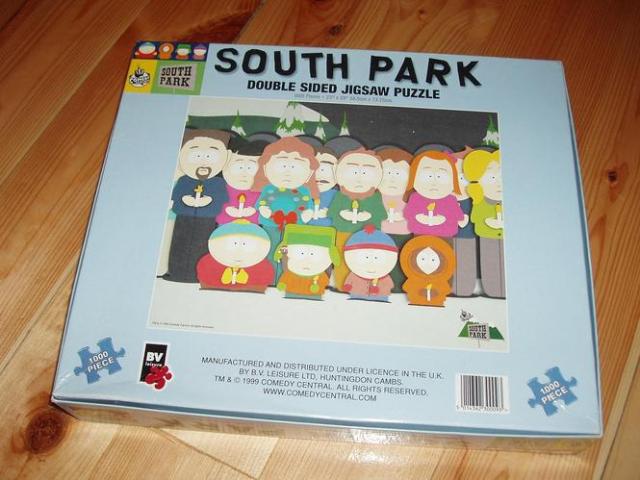 SOUTH PARK
DOUBLE SIDED JIGSAW PUZZLE
SOUTH
PARK
SOUTH
PARK
1000
PIECE
BV
leisure
MANUFACTURED AND DISTRIBUTED UNDER LICENCE IN THE U.K.
BY B.V. LEISURE LTD, HUNTINGDON CAMBS.
TM & © 1999 COMEDY CENTRAL. ALL RIGHTS RESERVED.
WWW.COMEDYCENTRAL.COM
1000
PIECE